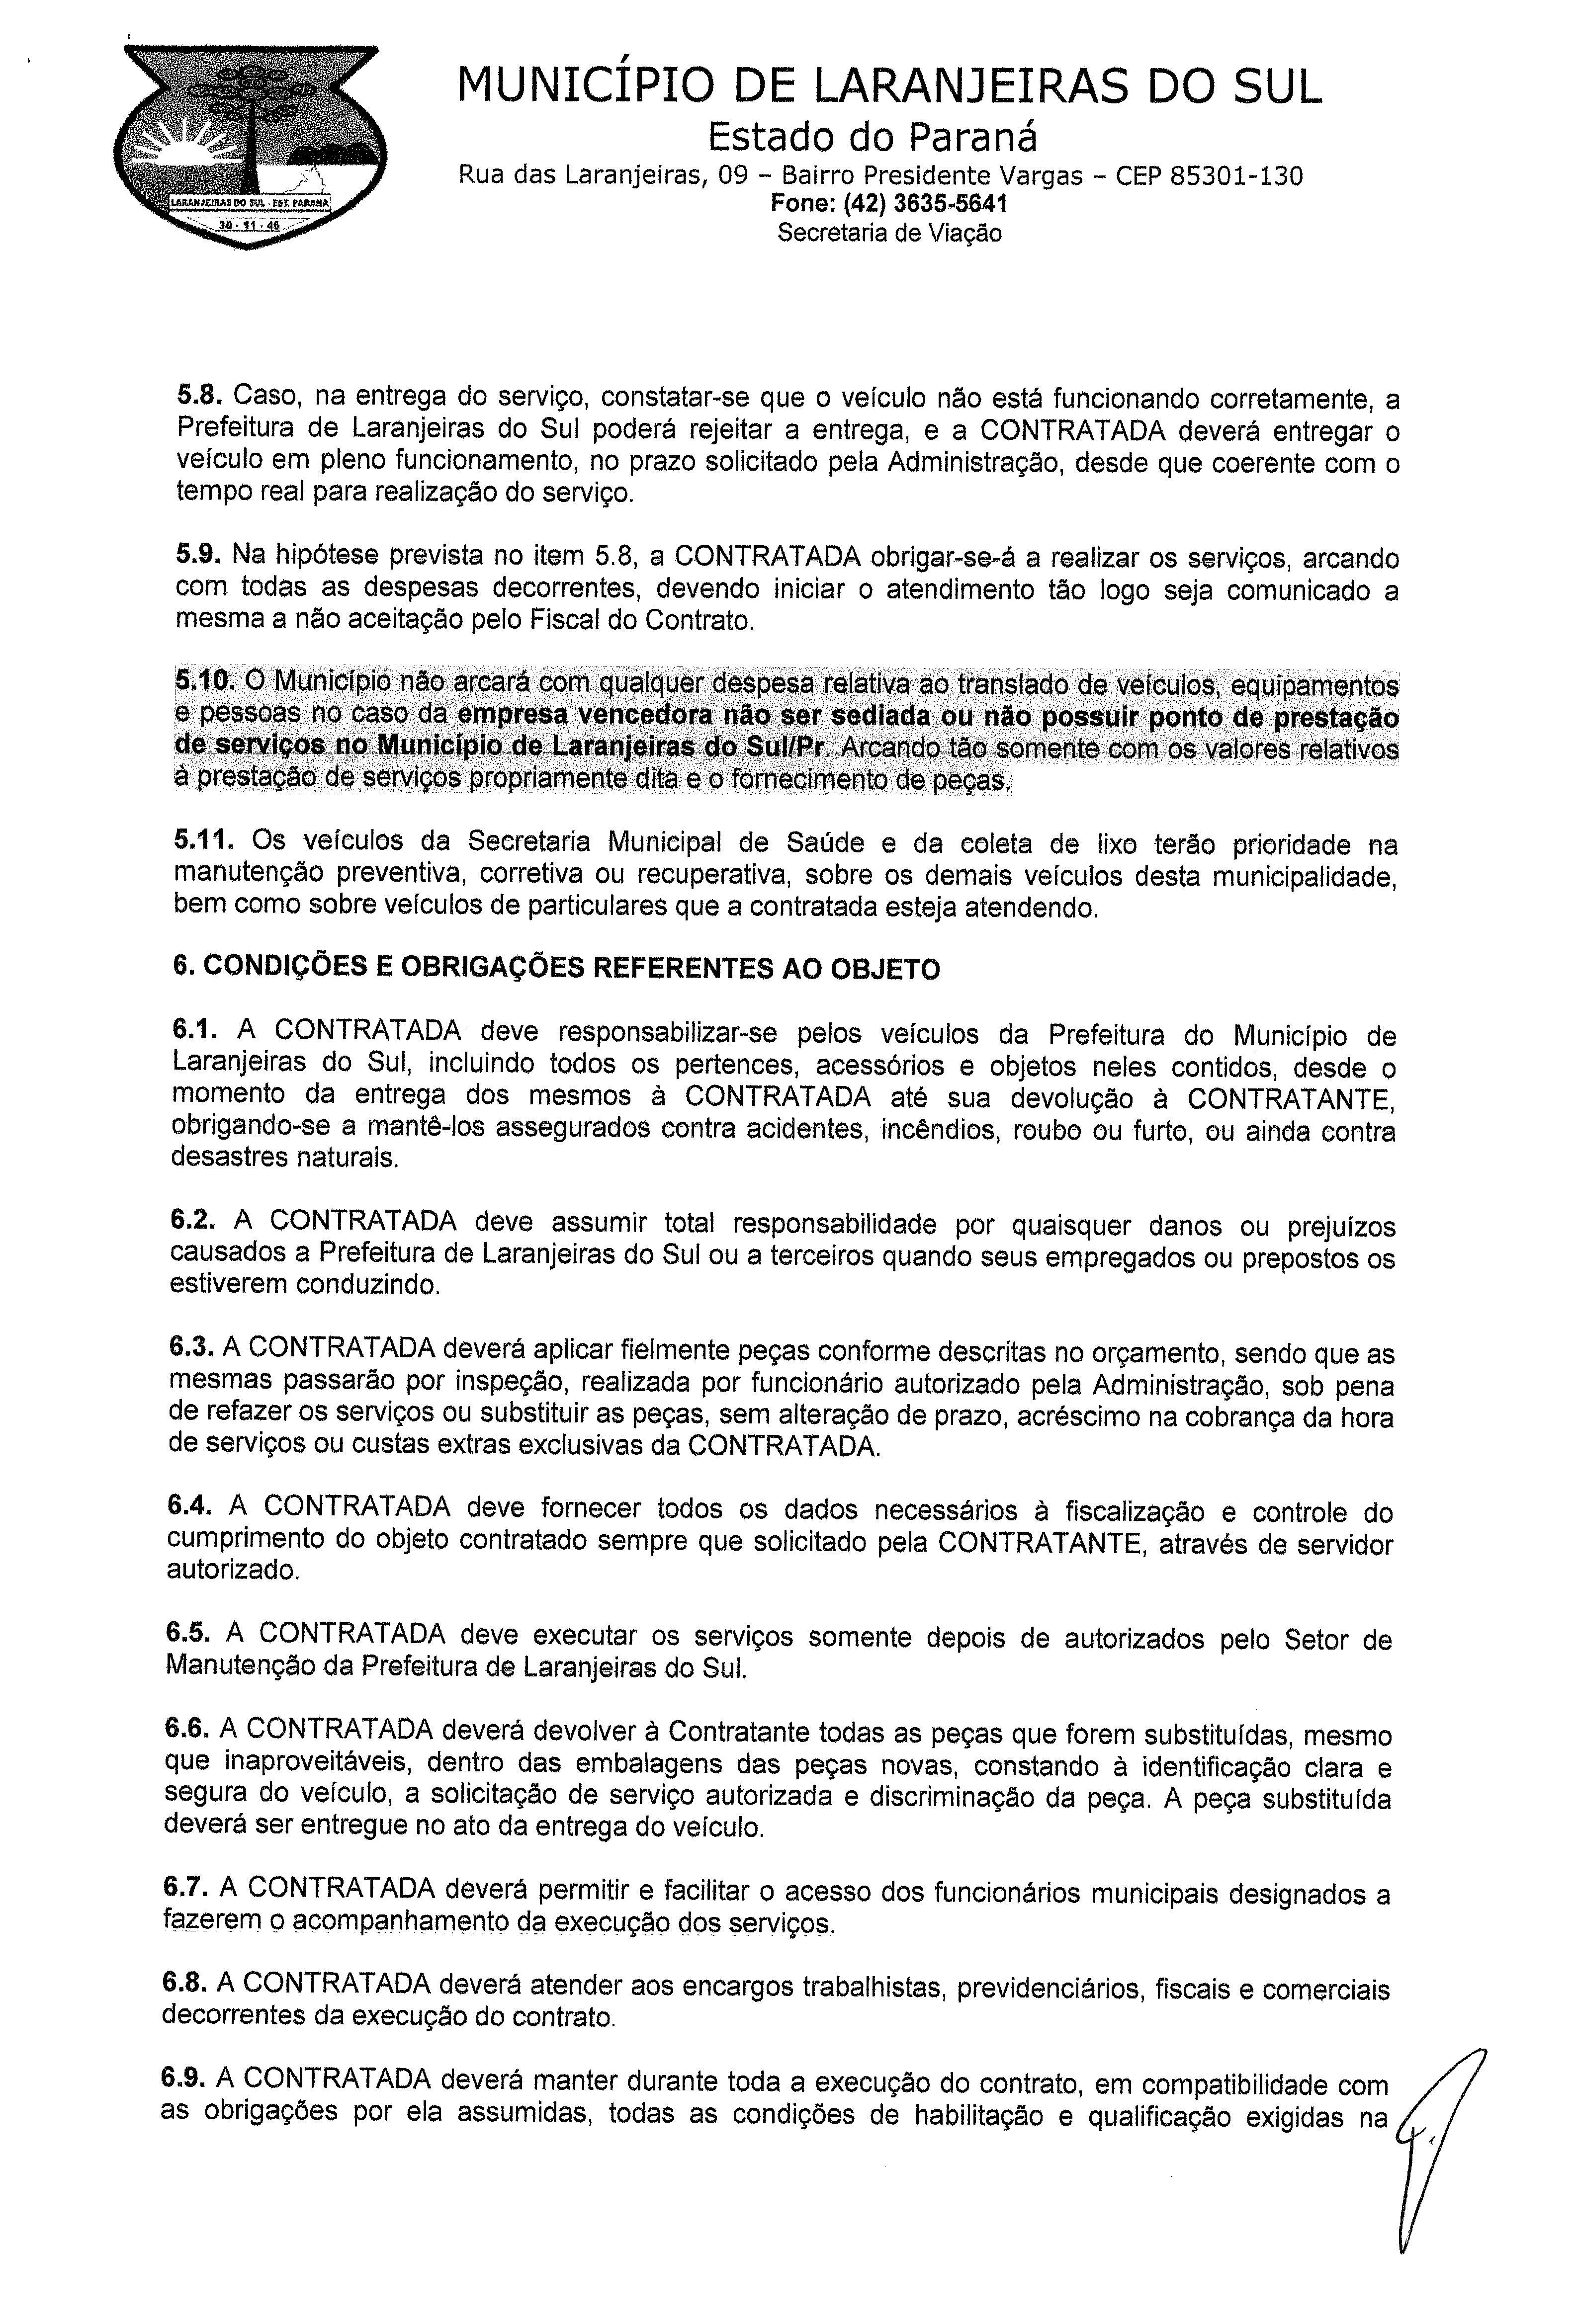 MUNICÍPIO DE LARANJEIRAS DO SUL
Estado do Paraná
Rua das Laranjeiras, 09 – Bairro Presidente Vargas – CEP 85301-130
Fone: (42) 3635-5641
Secretaria de Viação
LARANJEIRAS DO SUL - EST. PARANÁ
30 - 11 - 46
5.8. Caso, na entrega do serviço, constatar-se que o veículo não está funcionando corretamente, a
Prefeitura de Laranjeiras do Sul poderá rejeitar a entrega, e a CONTRATADA deverá entregar o
veículo em pleno funcionamento, no prazo solicitado pela Administração, desde que coerente com o
tempo real para realização do serviço.
5.9. Na hipótese prevista no item 5.8, a CONTRATADA obrigar-se-á a realizar os serviços, arcando
com todas as despesas decorrentes, devendo iniciar o atendimento tão logo seja comunicado a
mesma a não aceitação pelo Fiscal do Contrato.
5.10. O Município não arcará com qualquer despesa relativa ao translado de veículos, equipamentos
e pessoas no caso da empresa vencedora não ser sediada ou não possuir ponto de prestação
de serviços no Município de Laranjeiras do Sul/Pr. Arcando tão somente com os valores relativos
à prestação de serviços propriamente dita e o fornecimento de peças.
5.11. Os veículos da Secretaria Municipal de Saúde e da coleta de lixo terão prioridade na
manutenção preventiva, corretiva ou recuperativa, sobre os demais veículos desta municipalidade,
bem como sobre veículos de particulares que a contratada esteja atendendo.
6. CONDIÇÕES E OBRIGAÇÕES REFERENTES AO OBJETO
6.1. A CONTRATADA deve responsabilizar-se pelos veículos da Prefeitura do Município de
Laranjeiras do Sul, incluindo todos os pertences, acessórios e objetos neles contidos, desde o
momento da entrega dos mesmos à CONTRATADA até sua devolução à CONTRATANTE,
obrigando-se a mantê-los assegurados contra acidentes, incêndios, roubo ou furto, ou ainda contra
desastres naturais.
6.2. A CONTRATADA deve assumir total responsabilidade por quaisquer danos ou prejuízos
causados a Prefeitura de Laranjeiras do Sul ou a terceiros quando seus empregados ou prepostos os
estiverem conduzindo.
6.3. A CONTRATADA deverá aplicar fielmente peças conforme descritas no orçamento, sendo que as
mesmas passarão por inspeção, realizada por funcionário autorizado pela Administração, sob pena
de refazer os serviços ou substituir as peças, sem alteração de prazo, acréscimo na cobrança da hora
de serviços ou custas extras exclusivas da CONTRATADA.
6.4. A CONTRATADA deve fornecer todos os dados necessários à fiscalização e controle do
cumprimento do objeto contratado sempre que solicitado pela CONTRATANTE, através de servidor
autorizado.
6.5. A CONTRATADA deve executar os serviços somente depois de autorizados pelo Setor de
Manutenção da Prefeitura de Laranjeiras do Sul.
6.6. A CONTRATADA deverá devolver à Contratante todas as peças que forem substituídas, mesmo
que inaproveitáveis, dentro das embalagens das peças novas, constando à identificação clara e
segura do veículo, a solicitação de serviço autorizada e discriminação da peça. A peça substituída
deverá ser entregue no ato da entrega do veículo.
6.7. A CONTRATADA deverá permitir e facilitar o acesso dos funcionários municipais designados a
fazerem o acompanhamento da execução dos serviços.
6.8. A CONTRATADA deverá atender aos encargos trabalhistas, previdenciários, fiscais e comerciais
decorrentes da execução do contrato.
6.9. A CONTRATADA deverá manter durante toda a execução do contrato, em compatibilidade com
as obrigações por ela assumidas, todas as condições de habilitação e qualificação exigidas na